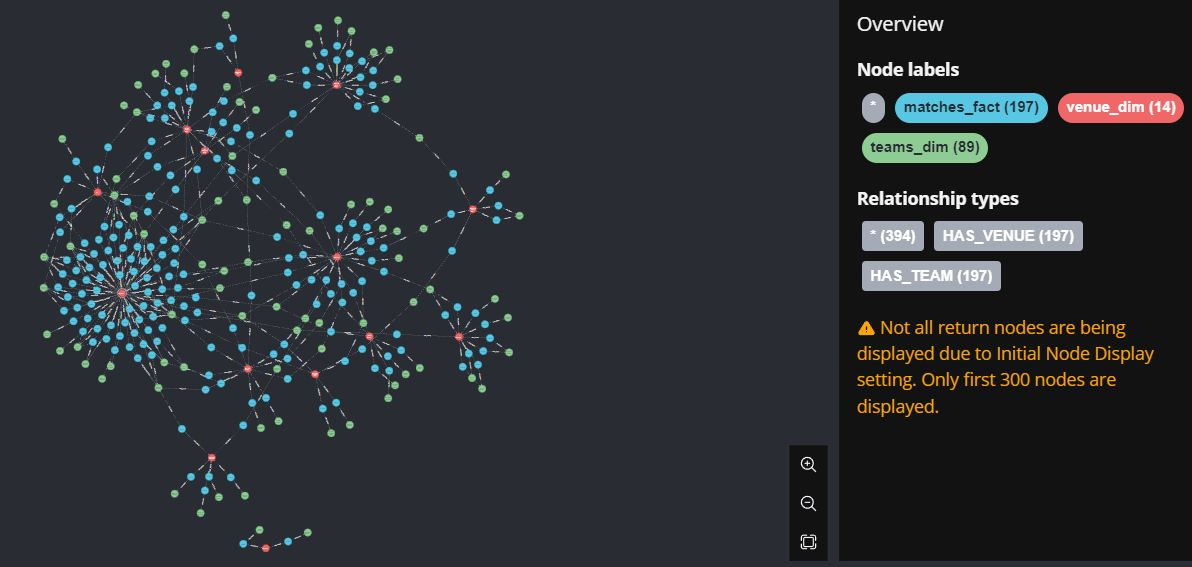 Overview
Node labels
* matches_fact (197) venue_dim (14)
teams_dim (89)
Relationship types
* (394) HAS_VENUE (197)
HAS_TEAM (197)
Not all return nodes are being
displayed due to Initial Node Display
setting. Only first 300 nodes are
displayed.